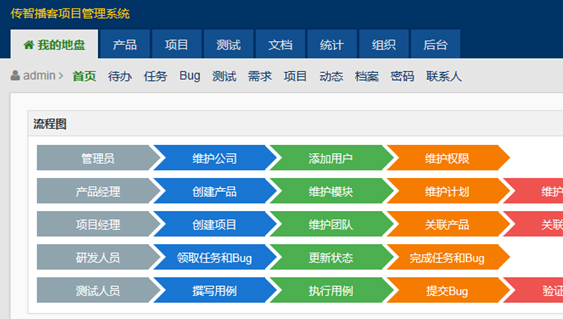 传智播客项目管理系统
我的地盘 产品 项目 测试 文档 统计 组织 后台
admin 首页 待办 任务 Bug 测试 需求 项目 动态 档案 密码 联系人
流程图
管理员 维护公司 添加用户 维护权限
产品经理 创建产品 维护模块 维护计划 维护
项目经理 创建项目 维护团队 关联产品 关联
研发人员 领取任务和Bug 更新状态 完成任务和Bug
测试人员 撰写用例 执行用例 提交Bug 验证